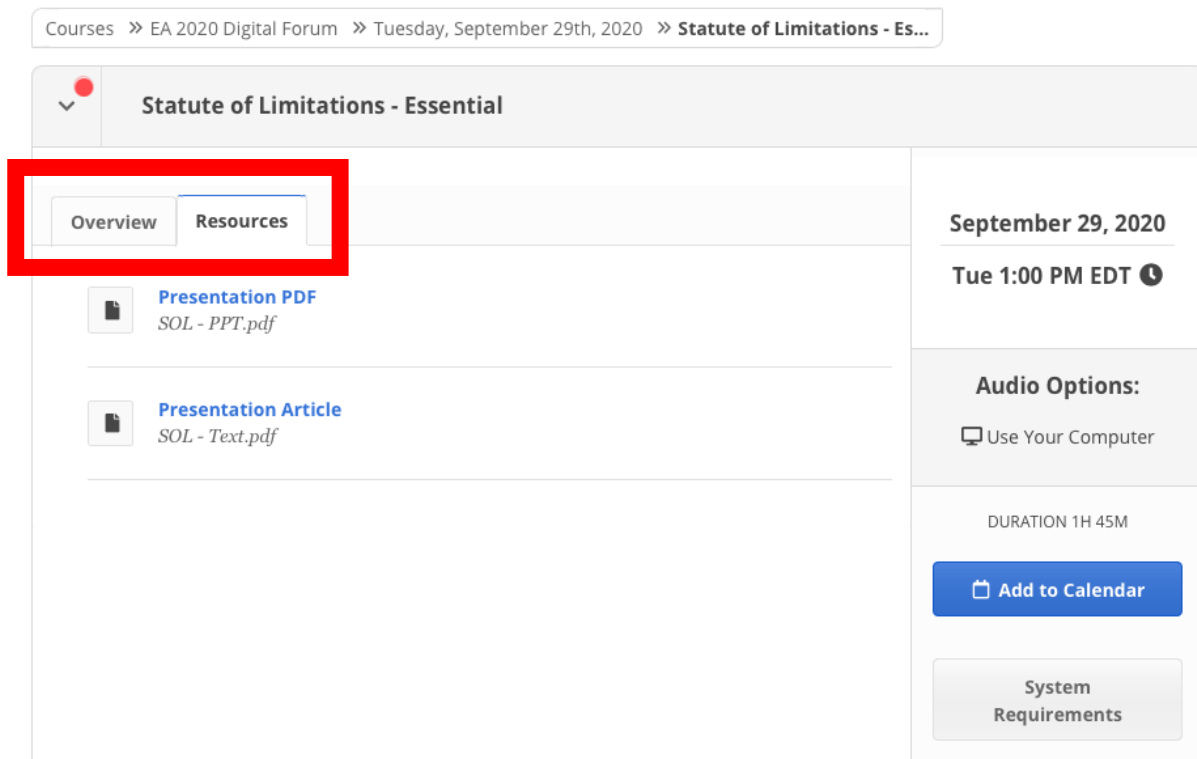 Courses » EA 2020 Digital Forum » Tuesday, September 29th, 2020 » Statute of Limitations - Es...
Statute of Limitations - Essential
Overview
Resources
Presentation PDF
SOL - PPT.pdf
Presentation Article
SOL - Text.pdf
September 29, 2020
Tue 1:00 PM EDT
Audio Options:
Use Your Computer
DURATION 1H 45M
Add to Calendar
System
Requirements